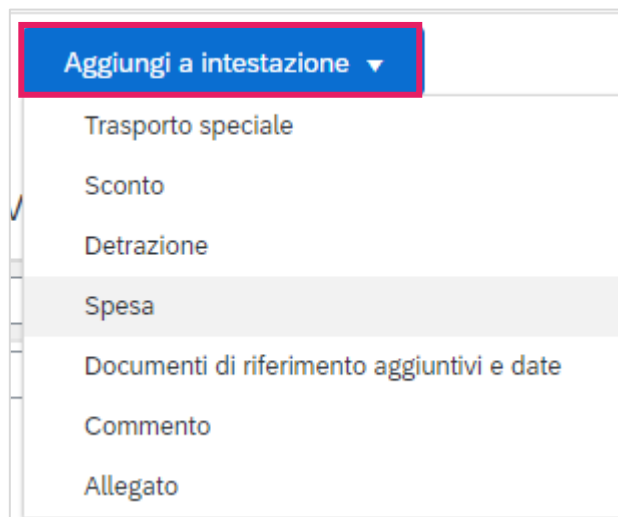 Aggiungi a intestazione
Trasporto speciale
Sconto
Detrazione
Spesa
Documenti di riferimento aggiuntivi e date
Commento
Allegato